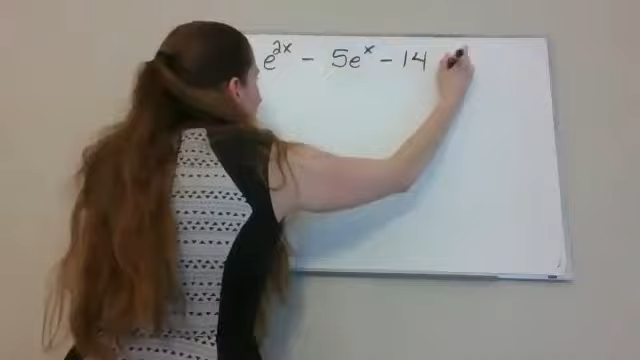 e^{2x} - 5e^x - 14